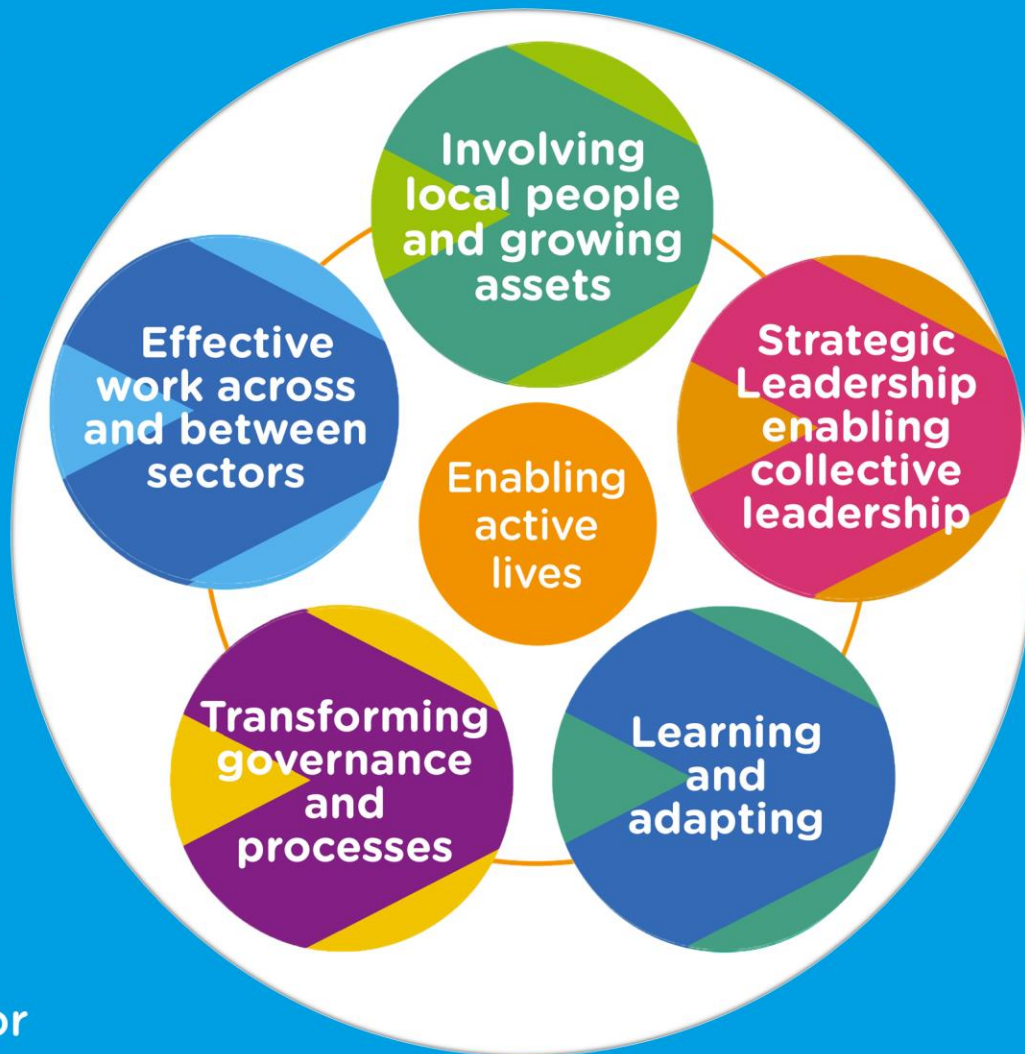 Involving
local people
and growing
assets
Effective
work across
and between
sectors
Strategic
Leadership
enabling
collective
leadership
Enabling
active
lives
Transforming
governance
and
processes
Learning
and
adapting
or